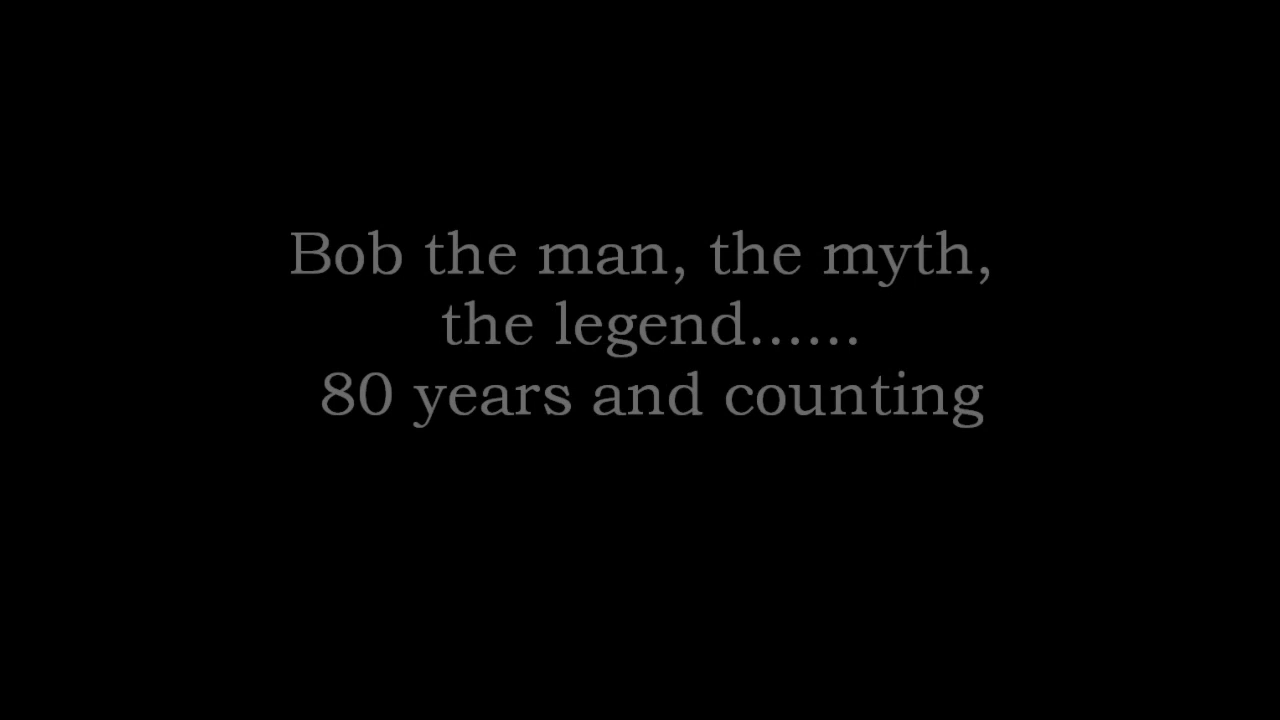 Bob the man, the myth,
the legend......
80 years and counting